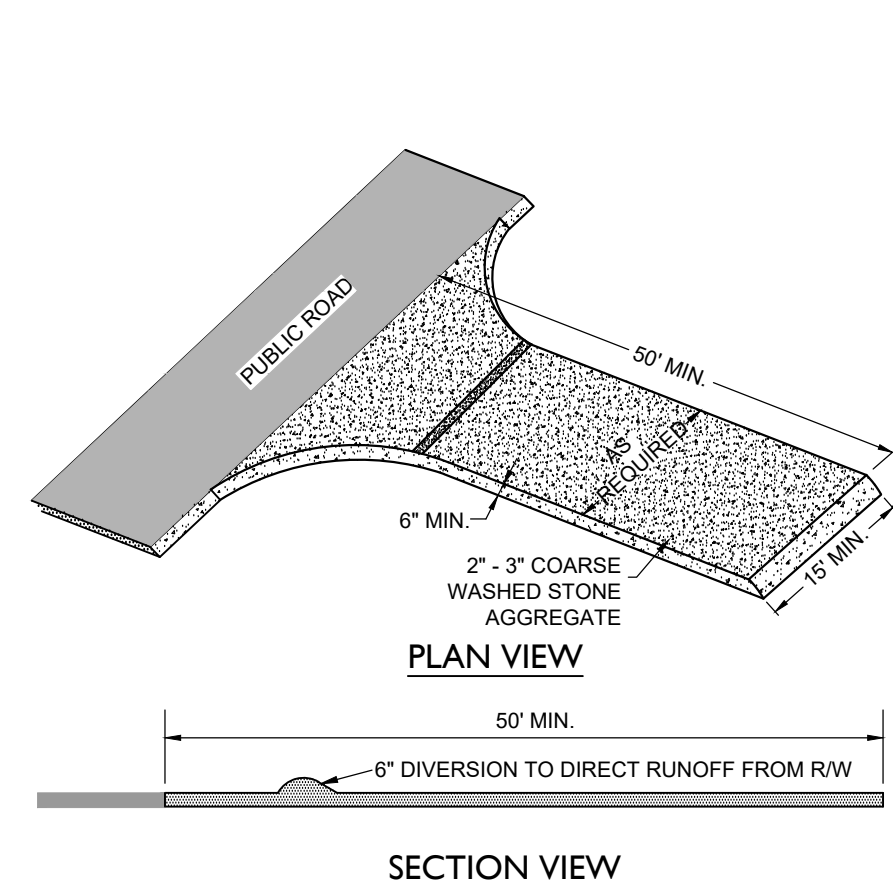 PUBLIC ROAD
50' MIN.
AS
REQUIRED
6" MIN.
2" - 3" COARSE
WASHED STONE
AGGREGATE
15' MIN.
PLAN VIEW
50' MIN.
6" DIVERSION TO DIRECT RUNOFF FROM R/W
SECTION VIEW